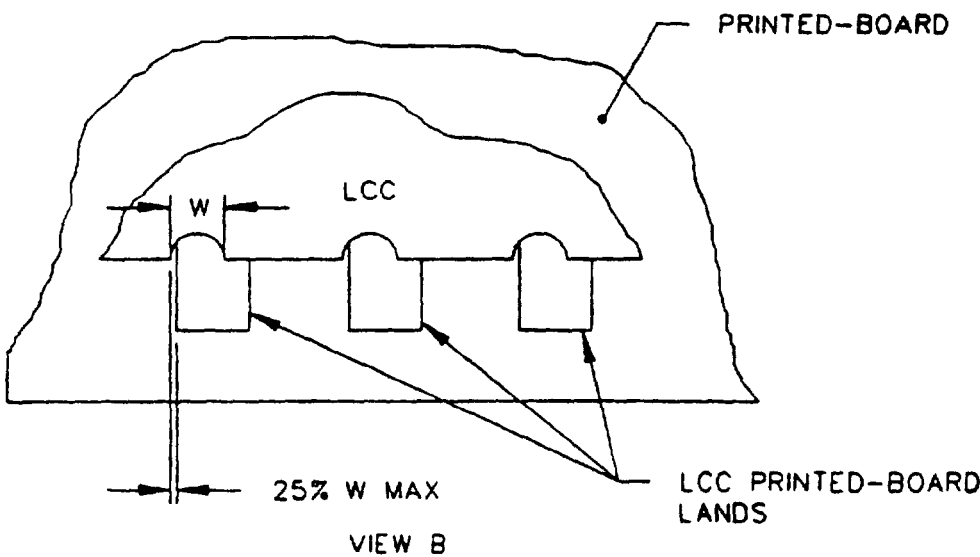 PRINTED-BOARD
W
LCC
25% W MAX
LCC PRINTED-BOARD
LANDS
VIEW B